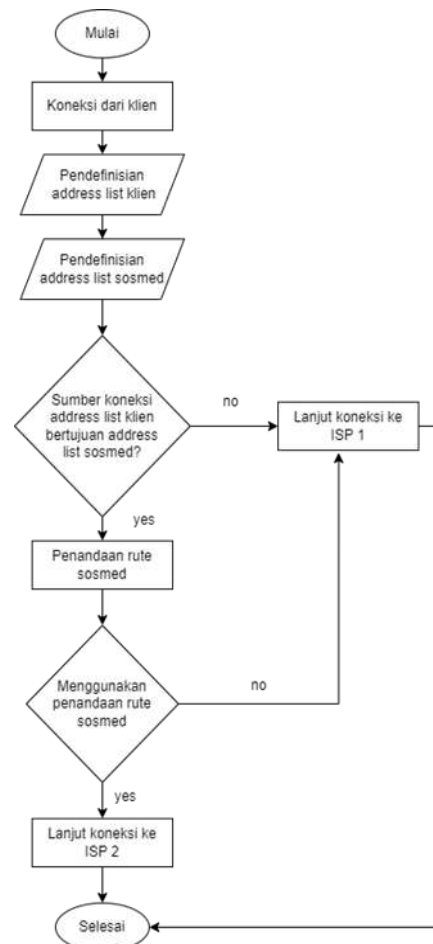 Mulai
Koneksi dari klien
Pendefinisian
address list klien
Pendefinisian
address list sosmed
Sumber koneksi
address list klien
bertujuan address
list sosmed?
no
Lanjut koneksi ke
ISP 1
yes
Penandaan rute
sosmed
Menggunakan
penandaan rute
sosmed
no
yes
Lanjut koneksi ke
ISP 2
Selesai